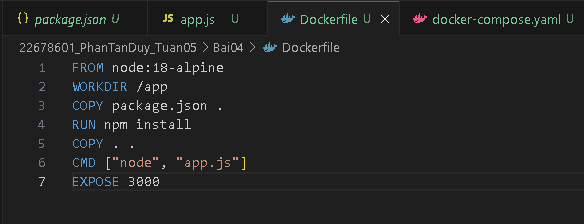 {} package.json U JS app.js U Dockerfile U × docker-compose.yaml U
22678601_PhanTanDuy_Tuan05 > Bai04 > Dockerfile
1 FROM node:18-alpine
2 WORKDIR /app
3 COPY package.json .
4 RUN npm install
5 COPY . .
6 CMD ["node", "app.js"]
7 EXPOSE 3000